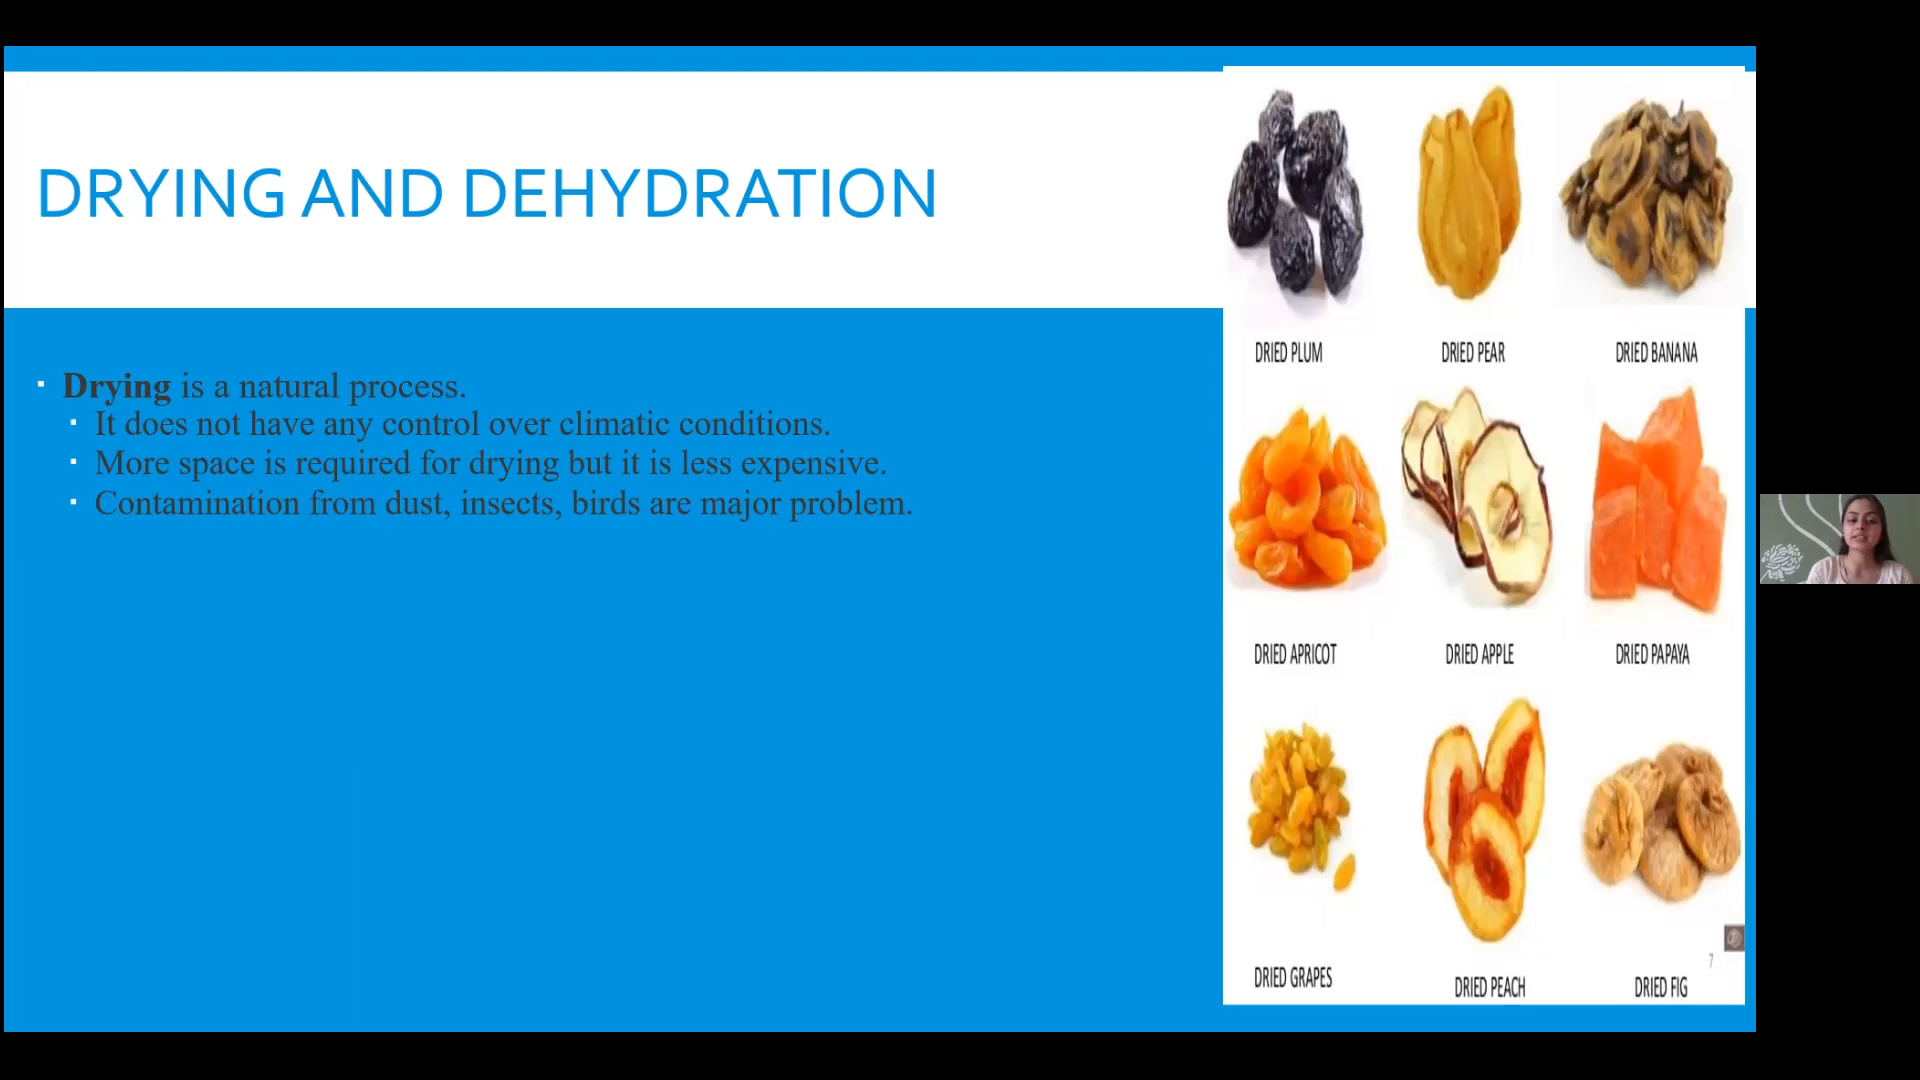 DRYING AND DEHYDRATION
▪ Drying is a natural process.
▪ It does not have any control over climatic conditions.
▪ More space is required for drying but it is less expensive.
▪ Contamination from dust, insects, birds are major problem.
DRIED PLUM DRIED PEAR DRIED BANANA
DRIED APRICOT DRIED APPLE DRIED PAPAYA
DRIED GRAPES DRIED PEACH DRIED FIG
7